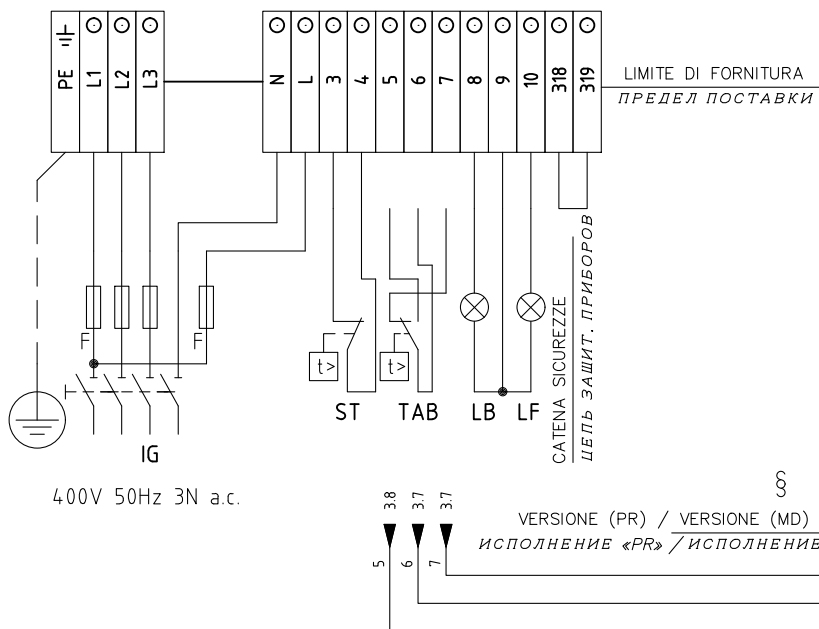 PE L1 L2 L3 N L 3 4 5 6 7 8 9 10 318 319
LIMITE DI FORNITURA
ПРЕДЕЛ ПОСТАВКИ
F F
t> t>
ST TAB LB LF
CATENA SICUREZZE
ЦЕПЬ ЗАЩИТ. ПРИБОРОВ
IG
400V 50Hz 3N a.c.
3.8 3.7 3.7
5 6 7
§
VERSIONE (PR) / VERSIONE (MD)
ИСПОЛНЕНИЕ «PR» / ИСПОЛНЕНИЕ